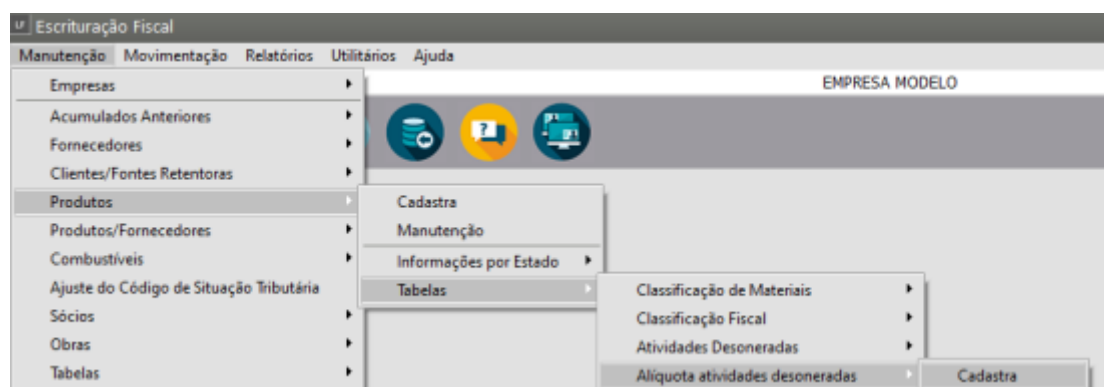 LF Escrituração Fiscal
Manutenção Movimentação Relatórios Utilitários Ajuda
EMPRESA MODELO
Empresas
Acumulados Anteriores
Fornecedores
Clientes/Fontes Retentoras
Produtos
Produtos/Fornecedores
Combustíveis
Ajuste do Código de Situação Tributária
Sócios
Obras
Tabelas
Cadastra
Manutenção
Informações por Estado
Tabelas
Classificação de Materiais
Classificação Fiscal
Atividades Desoneradas
Alíquota atividades desoneradas
Cadastra